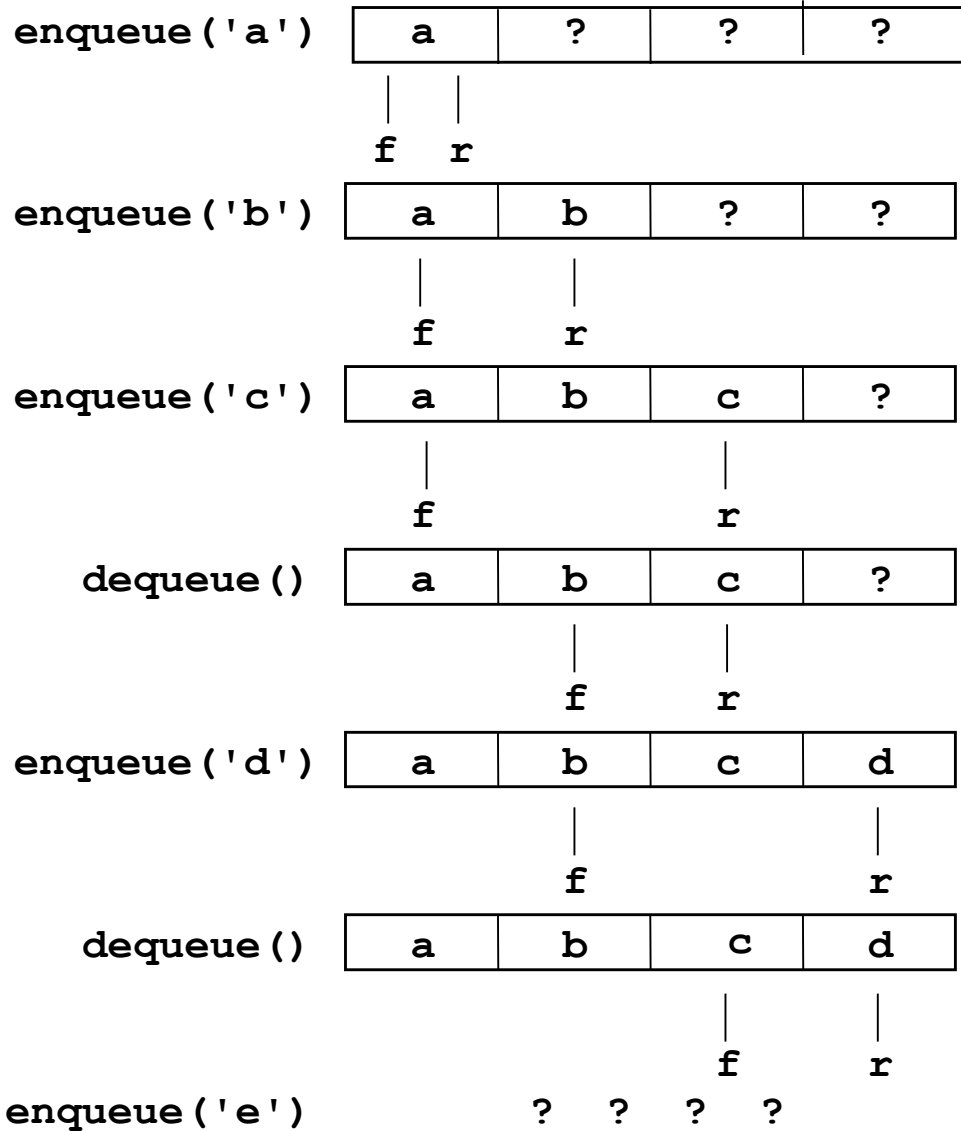 enqueue('a') a ? ? ?
f r
enqueue('b') a b ? ?
f r
enqueue('c') a b c ?
f r
dequeue() a b c ?
f r
enqueue('d') a b c d
f r
dequeue() a b c d
f r
enqueue('e') ? ? ? ?